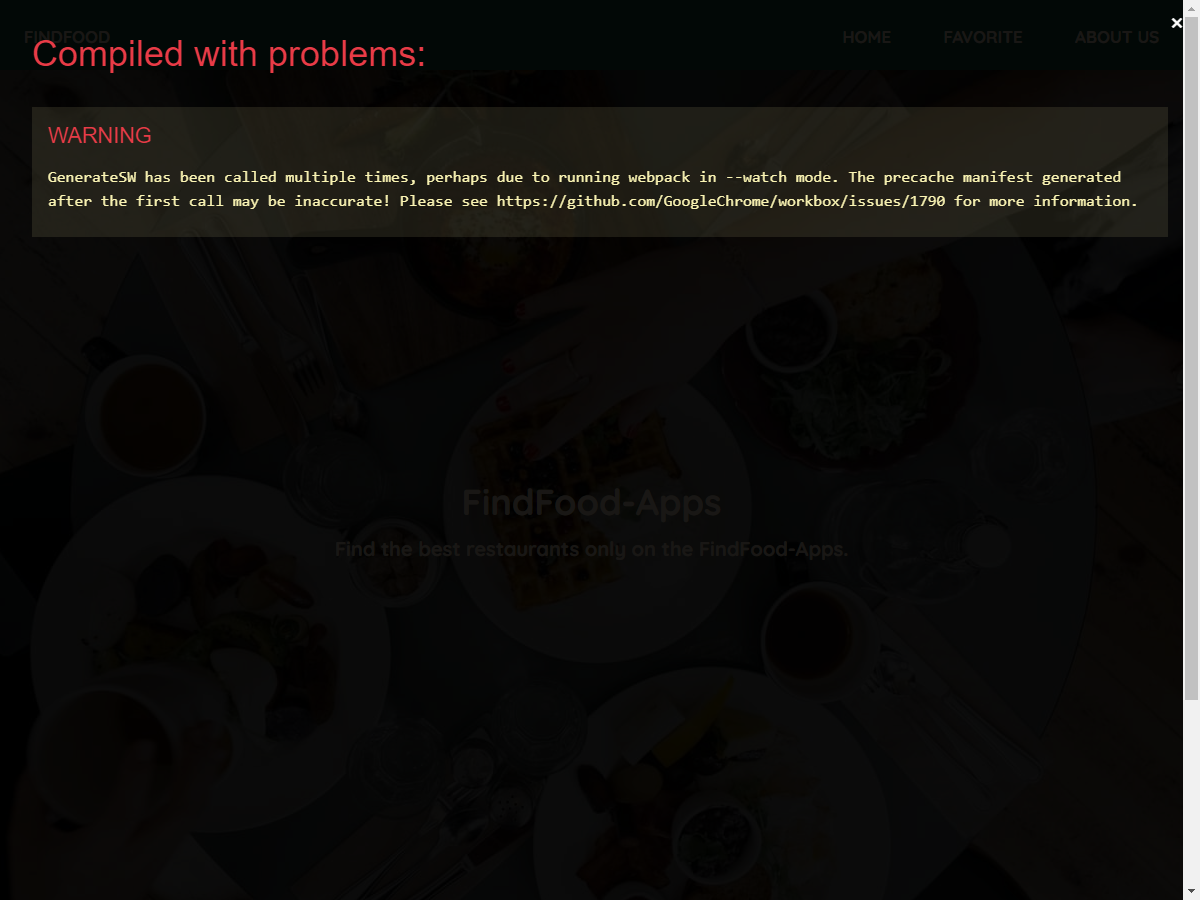 FINDFOOD
HOME FAVORITE ABOUT US
×
Compiled with problems:
WARNING
GenerateSW has been called multiple times, perhaps due to running webpack in --watch mode. The precache manifest generated
after the first call may be inaccurate! Please see https://github.com/GoogleChrome/workbox/issues/1790 for more information.
FindFood-Apps
Find the best restaurants only on the FindFood-Apps.